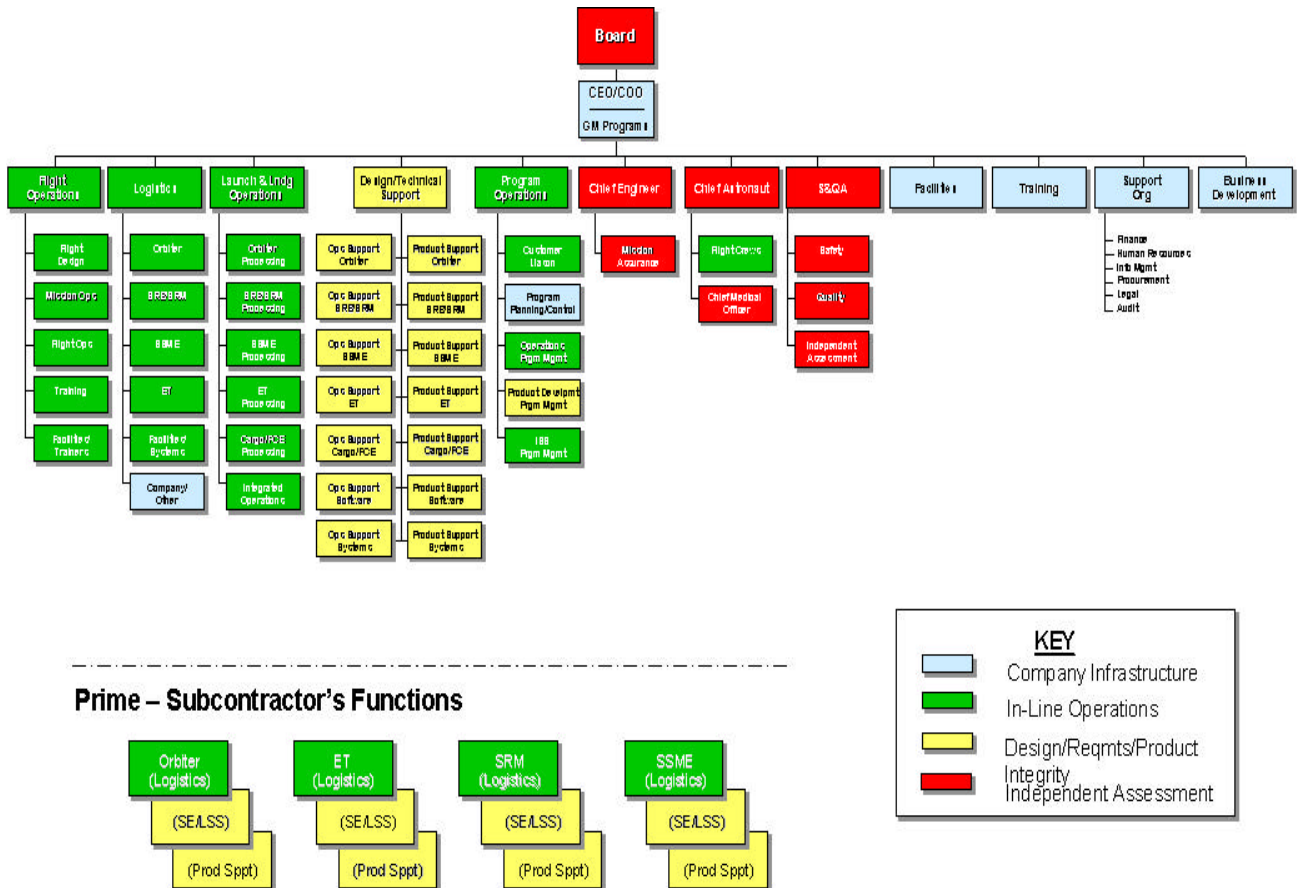 Board
CEO/COO
GM Programs
Flight
Operations
Logistics
Launch & Lndg
Operations
Design/Technical
Support
Program
Operations
Chief Engineer
Chief Astronaut
S&QA
Facilities
Training
Support
Org
Business
Development
Flight
Design
Mission Ops
Flight Ops
Training
Facilities/
Trainers
Orbiter
SRB/SRM
SSME
ET
Facilities/
Systems
Company/
Other
Orbiter
Processing
SRB/SRM
Processing
SSME
Processing
ET
Processing
Cargo/FCE
Processing
Integrated
Operations
Ops Support
Orbiter
Ops Support
SRB/SRM
Ops Support
SSME
Ops Support
ET
Ops Support
Cargo/FCE
Ops Support
Software
Ops Support
Systems
Product Support
Orbiter
Product Support
SRB/SRM
Product Support
SSME
Product Support
ET
Product Support
Cargo/FCE
Product Support
Software
Product Support
Systems
Customer
Liason
Program
Planning/Control
Operations
Prgm Mgmt
Product Develpmt
Prgm Mgmt
ISS
Prgm Mgmt
Mission
Assurance
Flight Crews
Chief Medical
Officer
Safety
Quality
Independent
Assessment
Finance
Human Resources
Info Mgmt
Procurement
Legal
Audit
Prime – Subcontractor's Functions
Orbiter
(Logistics)
(SE/LSS)
(Prod Sppt)
ET
(Logistics)
(SE/LSS)
(Prod Sppt)
SRM
(Logistics)
(SE/LSS)
(Prod Sppt)
SSME
(Logistics)
(SE/LSS)
(Prod Sppt)
KEY
Company Infrastructure
In-Line Operations
Design/Reqmts/Product
Integrity
Independent Assessment